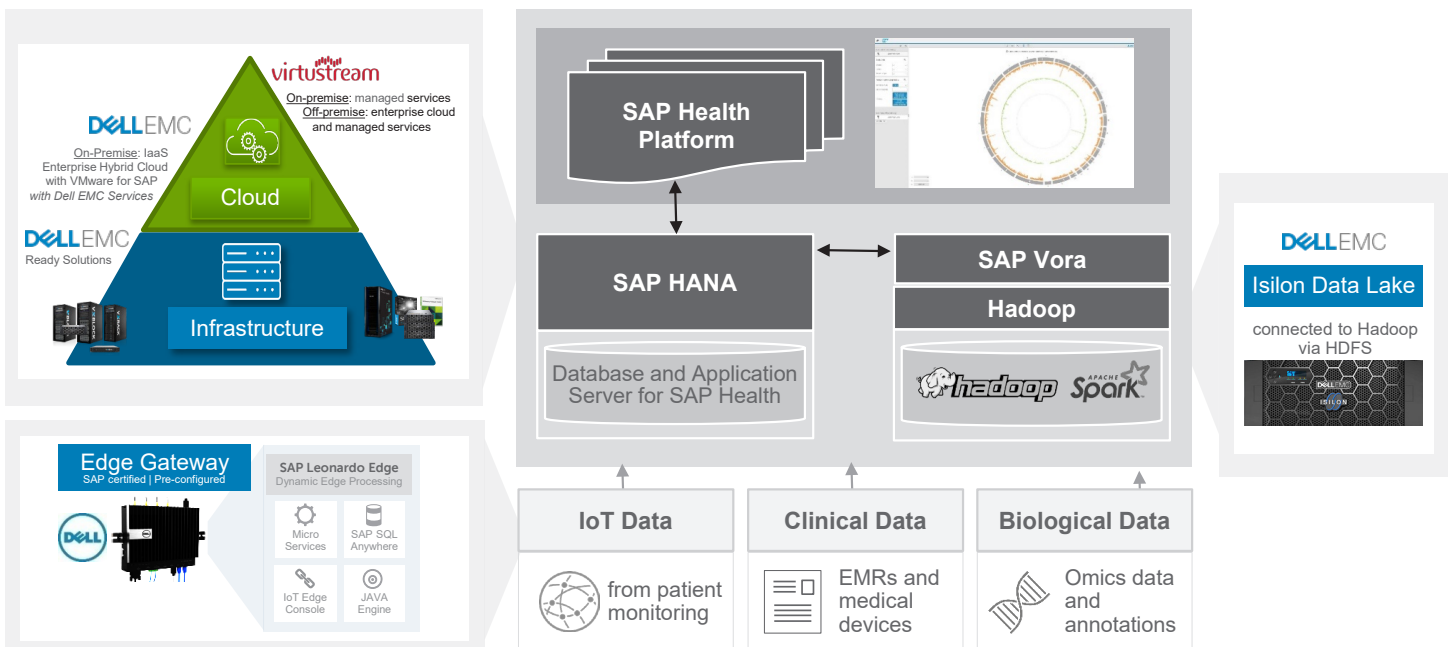 virtustream
On-premise: managed services
Off-premise: enterprise cloud
and managed services
DELLEMC
On-Premise: IaaS
Enterprise Hybrid Cloud
with VMware for SAP
with Dell EMC Services
Cloud
DELLEMC
Ready Solutions
Infrastructure
Edge Gateway
SAP certified | Pre-configured
DELL
SAP Leonardo Edge
Dynamic Edge Processing
Micro
Services
SAP SQL
Anywhere
IoT Edge
Console
JAVA
Engine
SAP Health
Platform
SAP HANA
Database and Application
Server for SAP Health
SAP Vora
Hadoop
hadoop
APACHE
Spark
IoT Data
from patient
monitoring
Clinical Data
EMRs and
medical
devices
Biological Data
Omics data
and
annotations
DELLEMC
Isilon Data Lake
connected to Hadoop
via HDFS
DELLEMC
ISILON